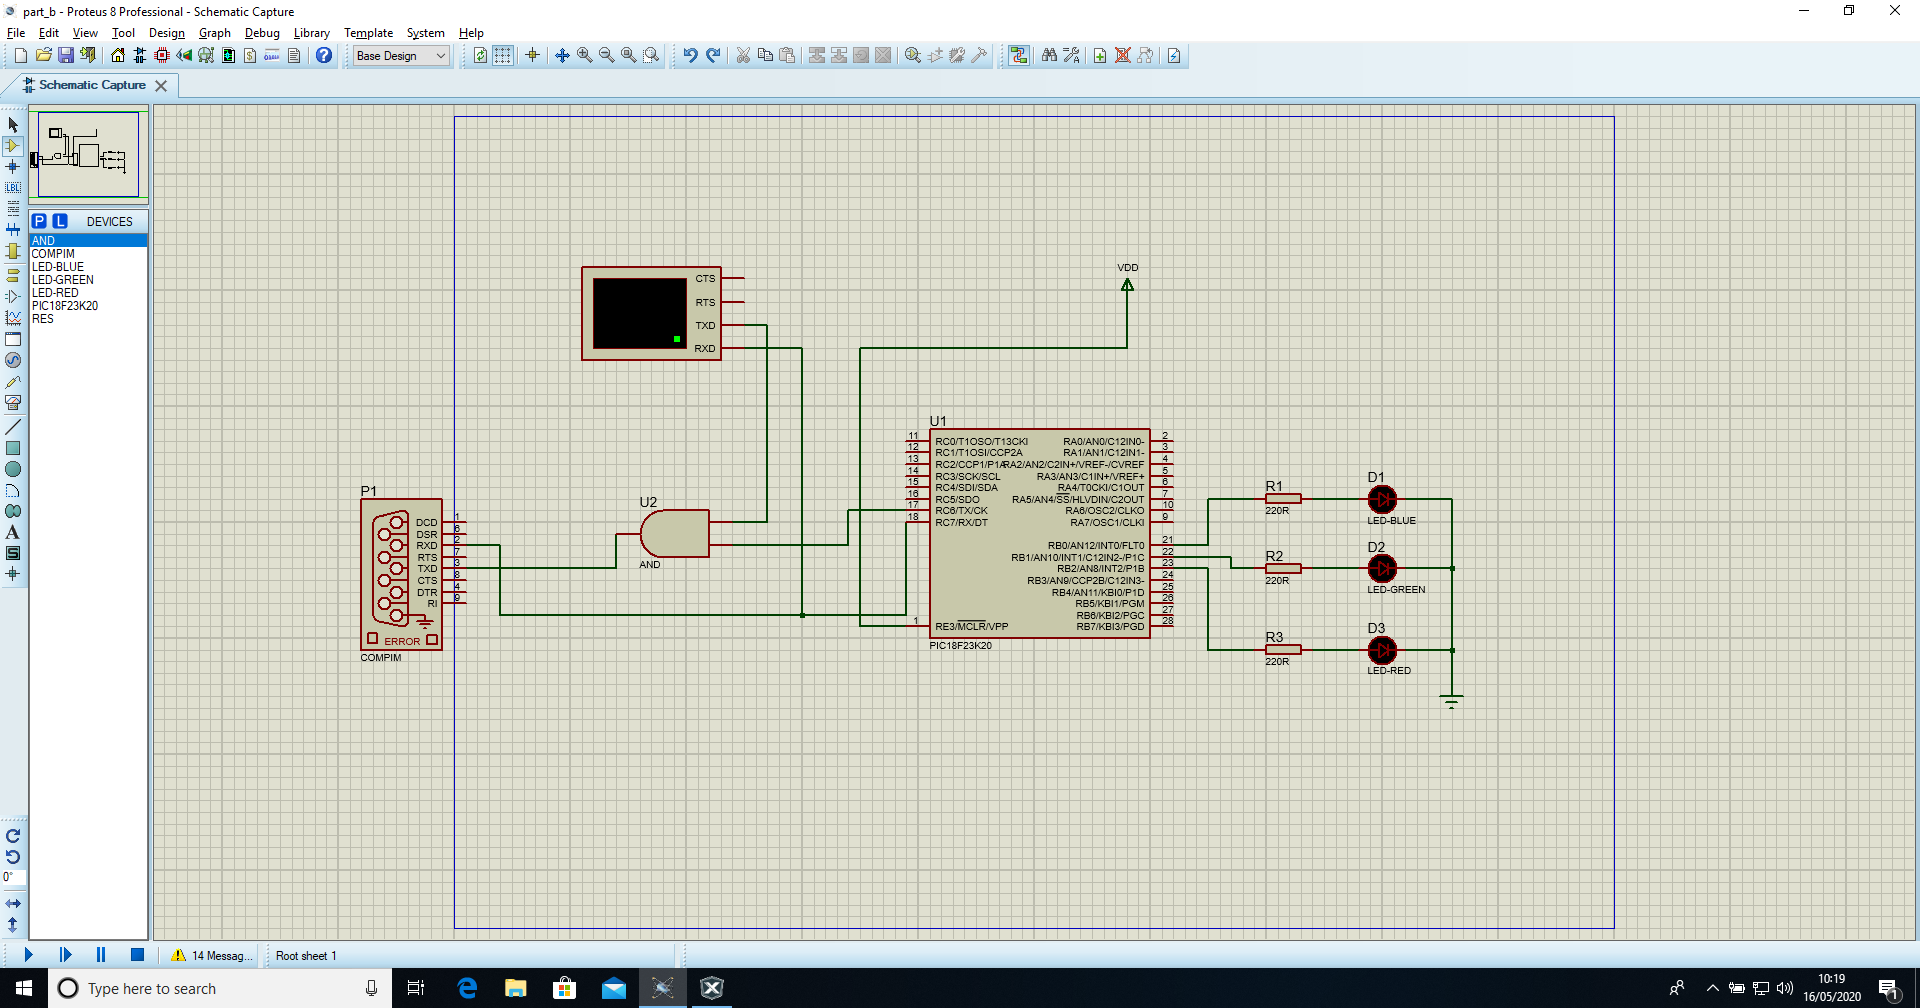 part_b - Proteus 8 Professional - Schematic Capture
File Edit View Tool Design Graph Debug Library Template System Help
Base Design
Schematic Capture
P L DEVICES
AND
COMPIM
LED-BLUE
LED-GREEN
LED-RED
PIC18F23K20
RES
LBL
A
S
0°
CTS
RTS
TXD
RXD
VDD
P1
DCD 1
DSR 6
RXD 2
RTS 7
TXD 3
CTS 8
DTR 4
RI 9
ERROR
COMPIM
U2
AND
U1
11 RC0/T1OSO/T13CKI RA0/AN0/C12IN0- 2
12 RC1/T1OSI/CCP2A RA1/AN1/C12IN1- 3
13 RC2/CCP1/P1A RA2/AN2/C2IN+/VREF-/CVREF 4
14 RC3/SCK/SCL RA3/AN3/C1IN+/VREF+ 5
15 RC4/SDI/SDA RA4/T0CKI/C1OUT 6
16 RC5/SDO RA5/AN4/SS/HLVDIN/C2OUT 7
17 RC6/TX/CK RA6/OSC2/CLKO 10
18 RC7/RX/DT RA7/OSC1/CLKI 9
RB0/AN12/INT0/FLT0 21
RB1/AN10/INT1/C12IN2-/P1C 22
RB2/AN8/INT2/P1B 23
RB3/AN9/CCP2B/C12IN3- 24
RB4/AN11/KBI0/P1D 25
RB5/KBI1/PGM 26
RB6/KBI2/PGC 27
1 RE3/MCLR/VPP RB7/KBI3/PGD 28
PIC18F23K20
R1
220R
D1
LED-BLUE
R2
220R
D2
LED-GREEN
R3
220R
D3
LED-RED
14 Messag... Root sheet 1
Type here to search
10:19
16/05/2020
1